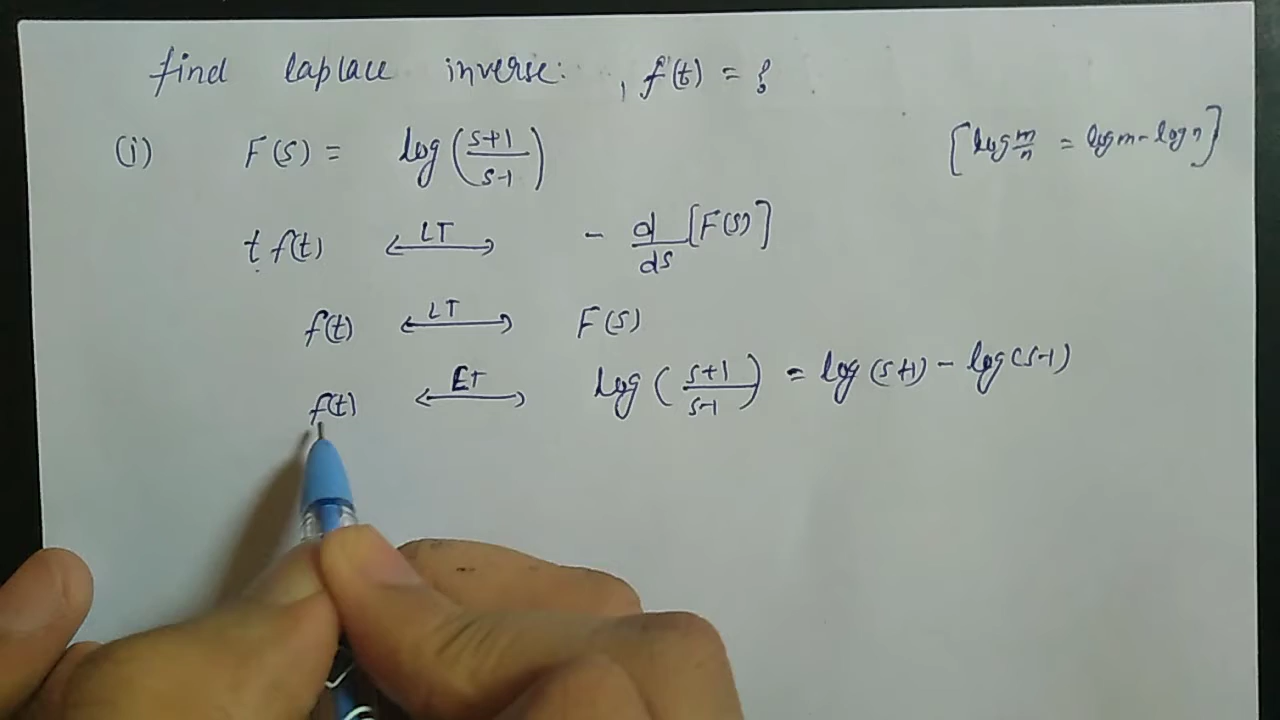 find laplace inverse: , f(t) = ?
(i) F(s) = log(s+1/s-1) [log m/n = log m - log n]
t f(t) ⟷ LT - d/ds [F(s)]
f(t) ⟷ LT F(s)
f(t) ⟷ LT log(s+1/s-1) = log(s+1) - log(s-1)